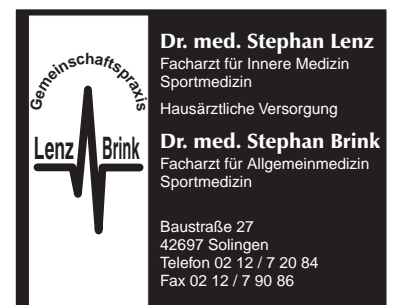 Gemeinschaftspraxis
Lenz Brink
Dr. med. Stephan Lenz
Facharzt für Innere Medizin
Sportmedizin
Hausärztliche Versorgung
Dr. med. Stephan Brink
Facharzt für Allgemeinmedizin
Sportmedizin
Baustraße 27
42697 Solingen
Telefon 02 12 / 7 20 84
Fax 02 12 / 7 90 86